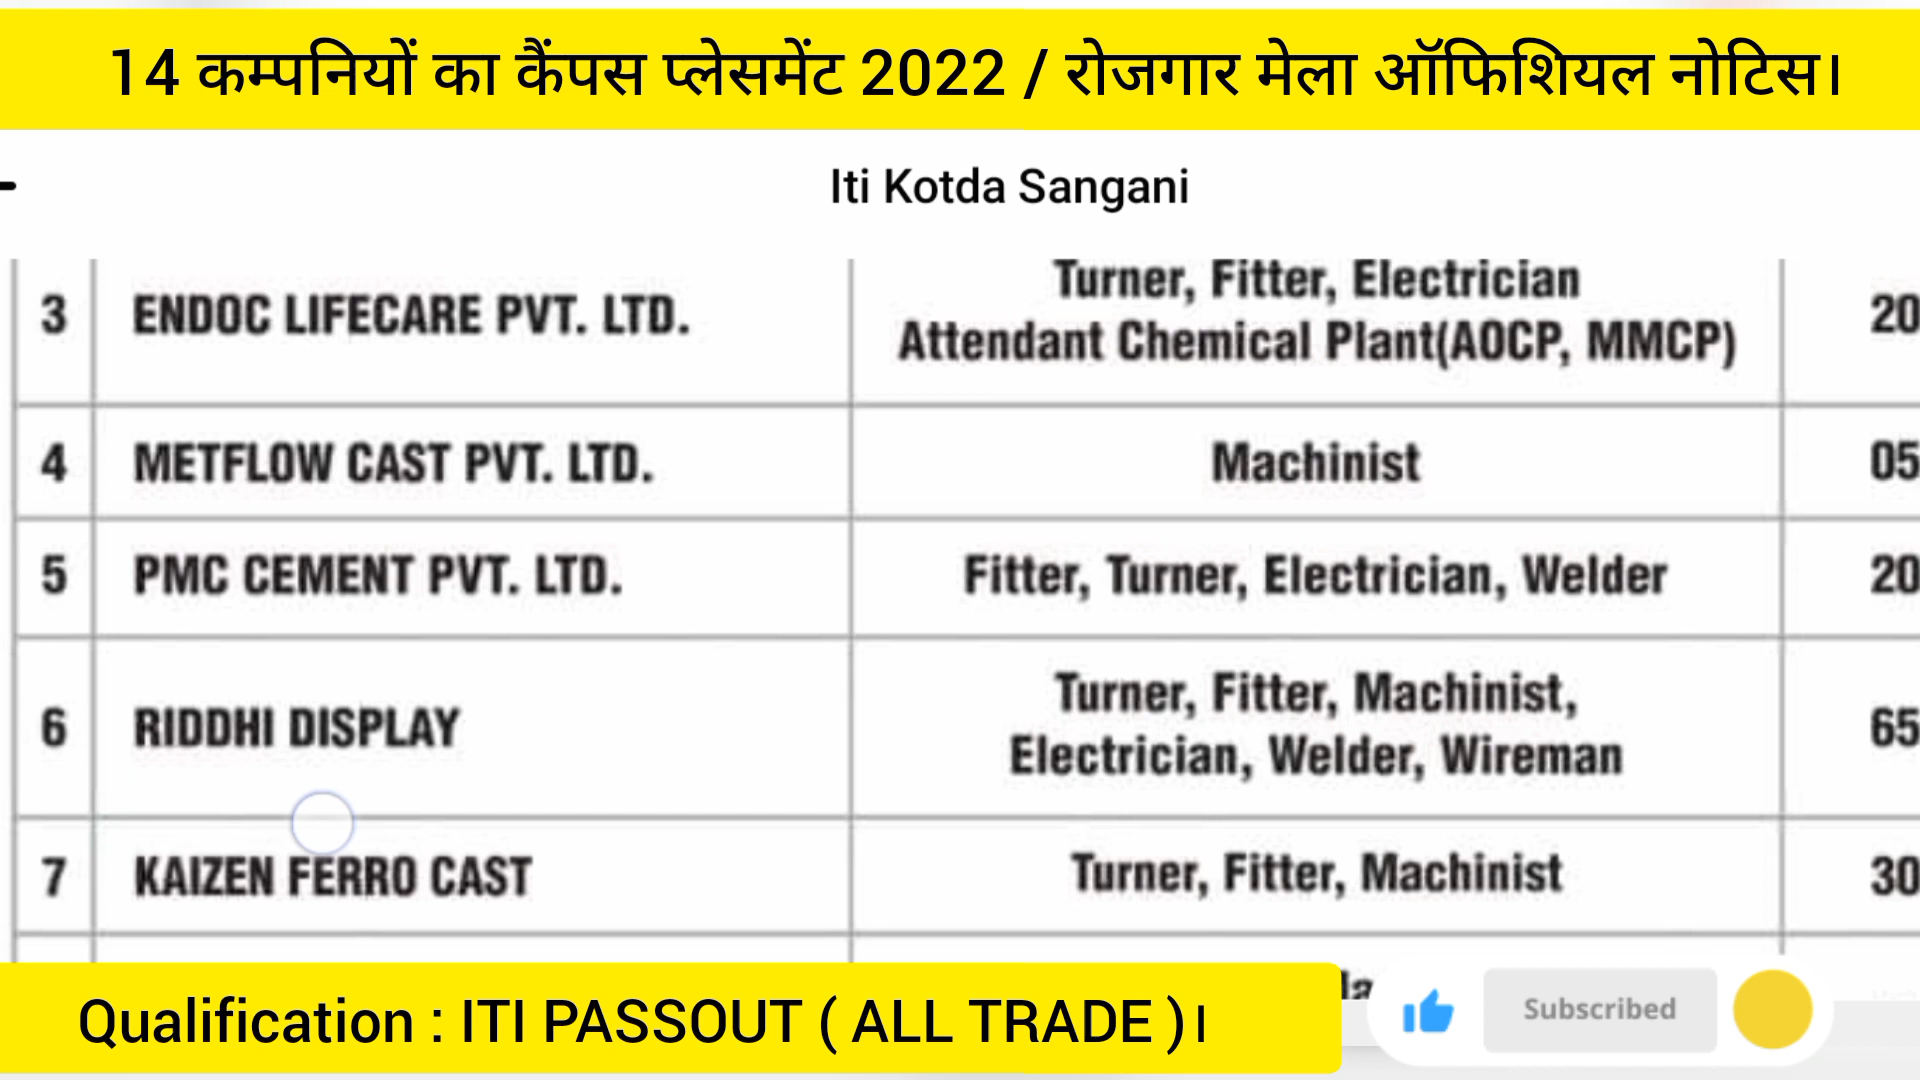 14 कम्पनियों का कैंपस प्लेसमेंट 2022 / रोजगार मेला ऑफिशियल नोटिस।
Iti Kotda Sangani
3 ENDOC LIFECARE PVT. LTD. Turner, Fitter, Electrician Attendant Chemical Plant(AOCP, MMCP) 20
4 METFLOW CAST PVT. LTD. Machinist 05
5 PMC CEMENT PVT. LTD. Fitter, Turner, Electrician, Welder 20
6 RIDDHI DISPLAY Turner, Fitter, Machinist, Electrician, Welder, Wireman 65
7 KAIZEN FERRO CAST Turner, Fitter, Machinist 30
Qualification : ITI PASSOUT ( ALL TRADE )।
Subscribed